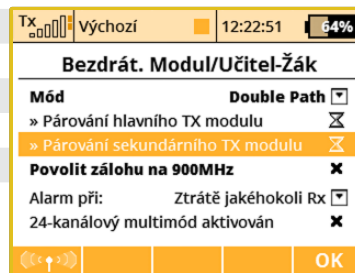 Tx Výchozí 12:22:51 64%
Bezdrát. Modul/Učitel-Žák
Mód Double Path
» Párování hlavního TX modulu
» Párování sekundárního TX modulu
Povolit zálohu na 900MHz
Alarm při: Ztrátě jakéhokoli Rx
24-kanálový multimód aktivován
OK